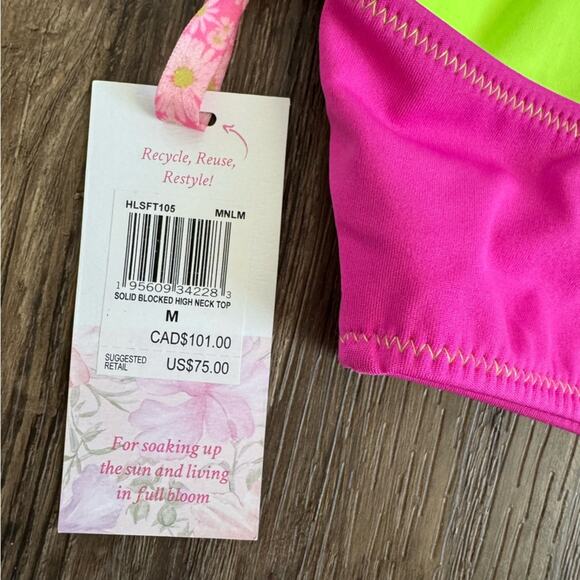 Recycle, Reuse,
Restyle!
HLSFT105 MNLM
1 95609 34228 3
SOLID BLOCKED HIGH NECK TOP
M
CAD$101.00
SUGGESTED
RETAIL US$75.00
For soaking up
the sun and living
in full bloom